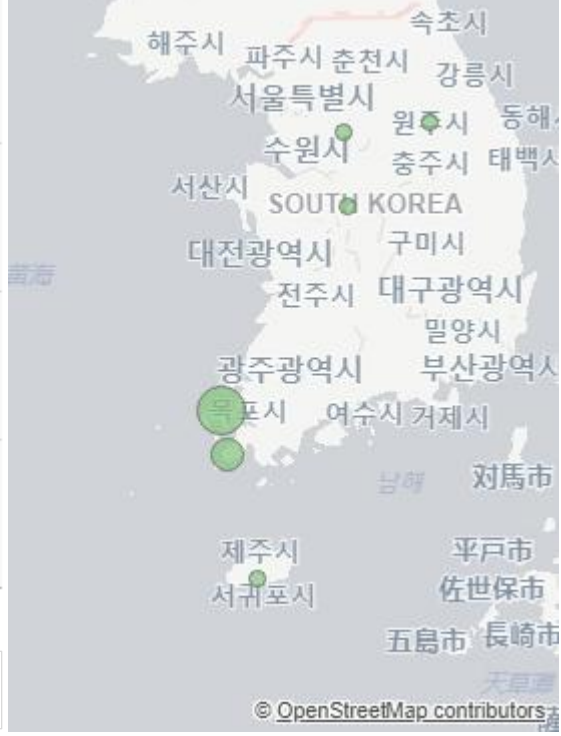 속초시
해주시
파주시 춘천시
강릉시
서울특별시
원주시
동해
수원시
충주시
태백
서산시
SOUTH KOREA
대전광역시
구미시
黄海
전주시
대구광역시
밀양시
광주광역시
부산광역시
목포시
여수시 거제시
남해
対馬市
제주시
平戸市
서귀포시
佐世保市
五島市
長崎市
天草灘
© OpenStreetMap contributors